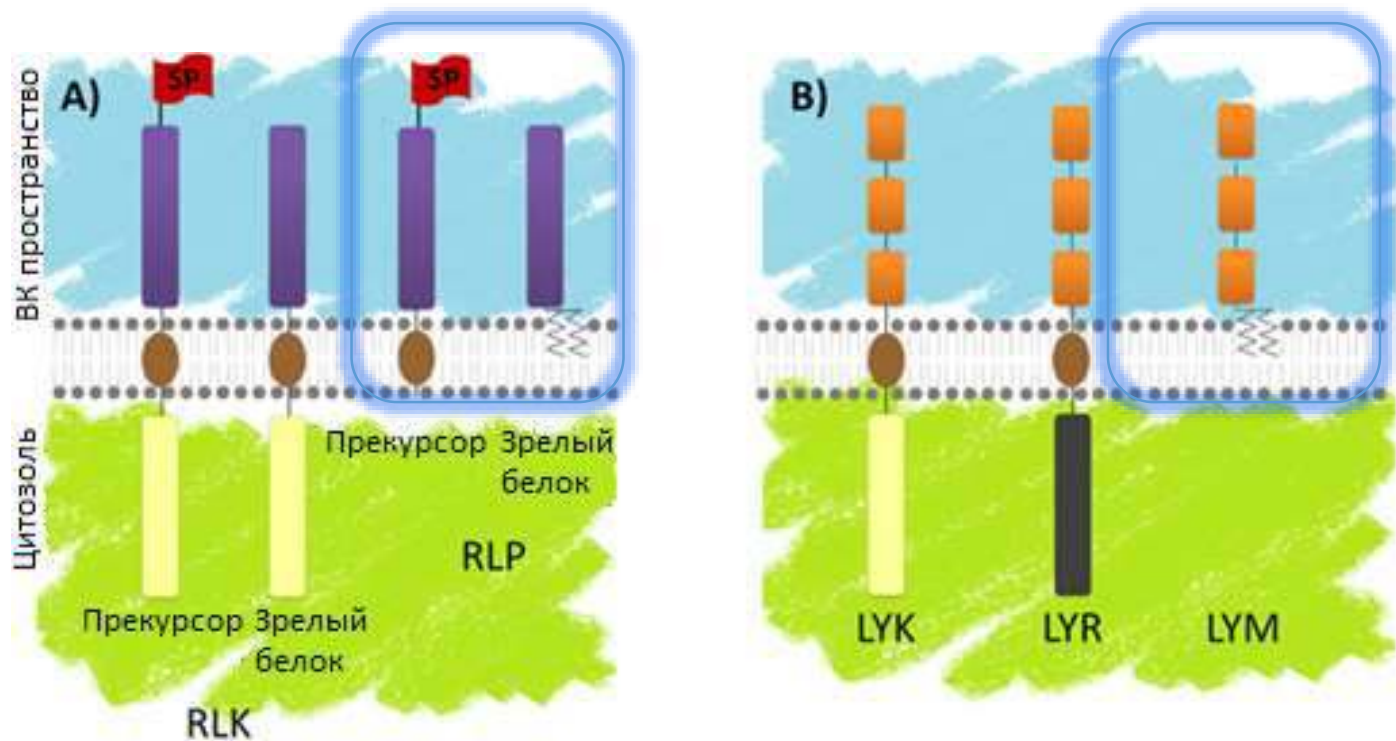 ВК пространство
A)
SP
SP
B)
Цитозоль
Прекурсор Зрелый
белок
RLP
Прекурсор Зрелый
белок
RLK
LYK
LYR
LYM